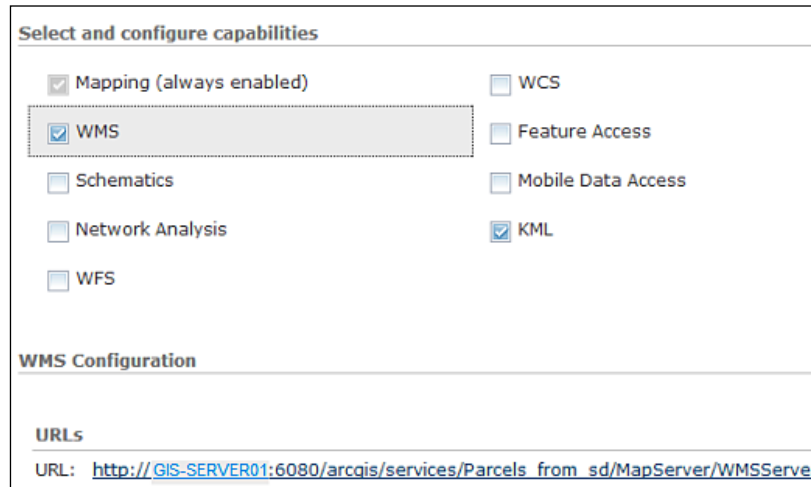 Select and configure capabilities
Mapping (always enabled)
WCS
WMS
Feature Access
Schematics
Mobile Data Access
Network Analysis
KML
WFS
WMS Configuration
URLs
URL: http://GIS-SERVER01:6080/arcgis/services/Parcels_from_sd/MapServer/WMSServe